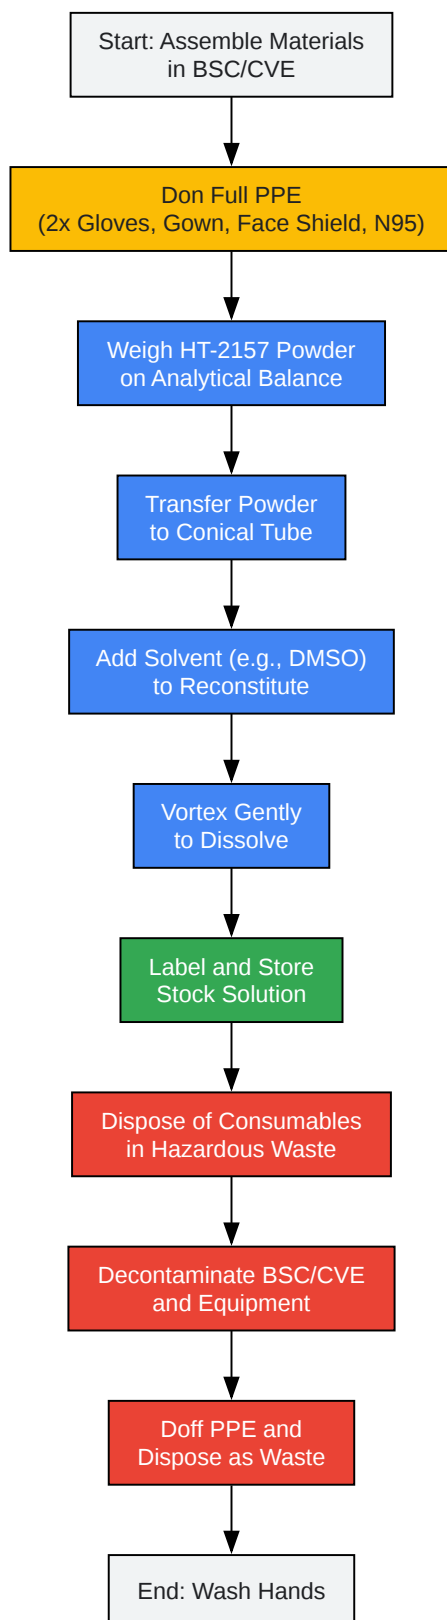 Start: Assemble Materials
in BSC/CVE
Don Full PPE
(2x Gloves, Gown, Face Shield, N95)
Weigh HT-2157 Powder
on Analytical Balance
Transfer Powder
to Conical Tube
Add Solvent (e.g., DMSO)
to Reconstitute
Vortex Gently
to Dissolve
Label and Store
Stock Solution
Dispose of Consumables
in Hazardous Waste
Decontaminate BSC/CVE
and Equipment
Doff PPE and
Dispose as Waste
End: Wash Hands